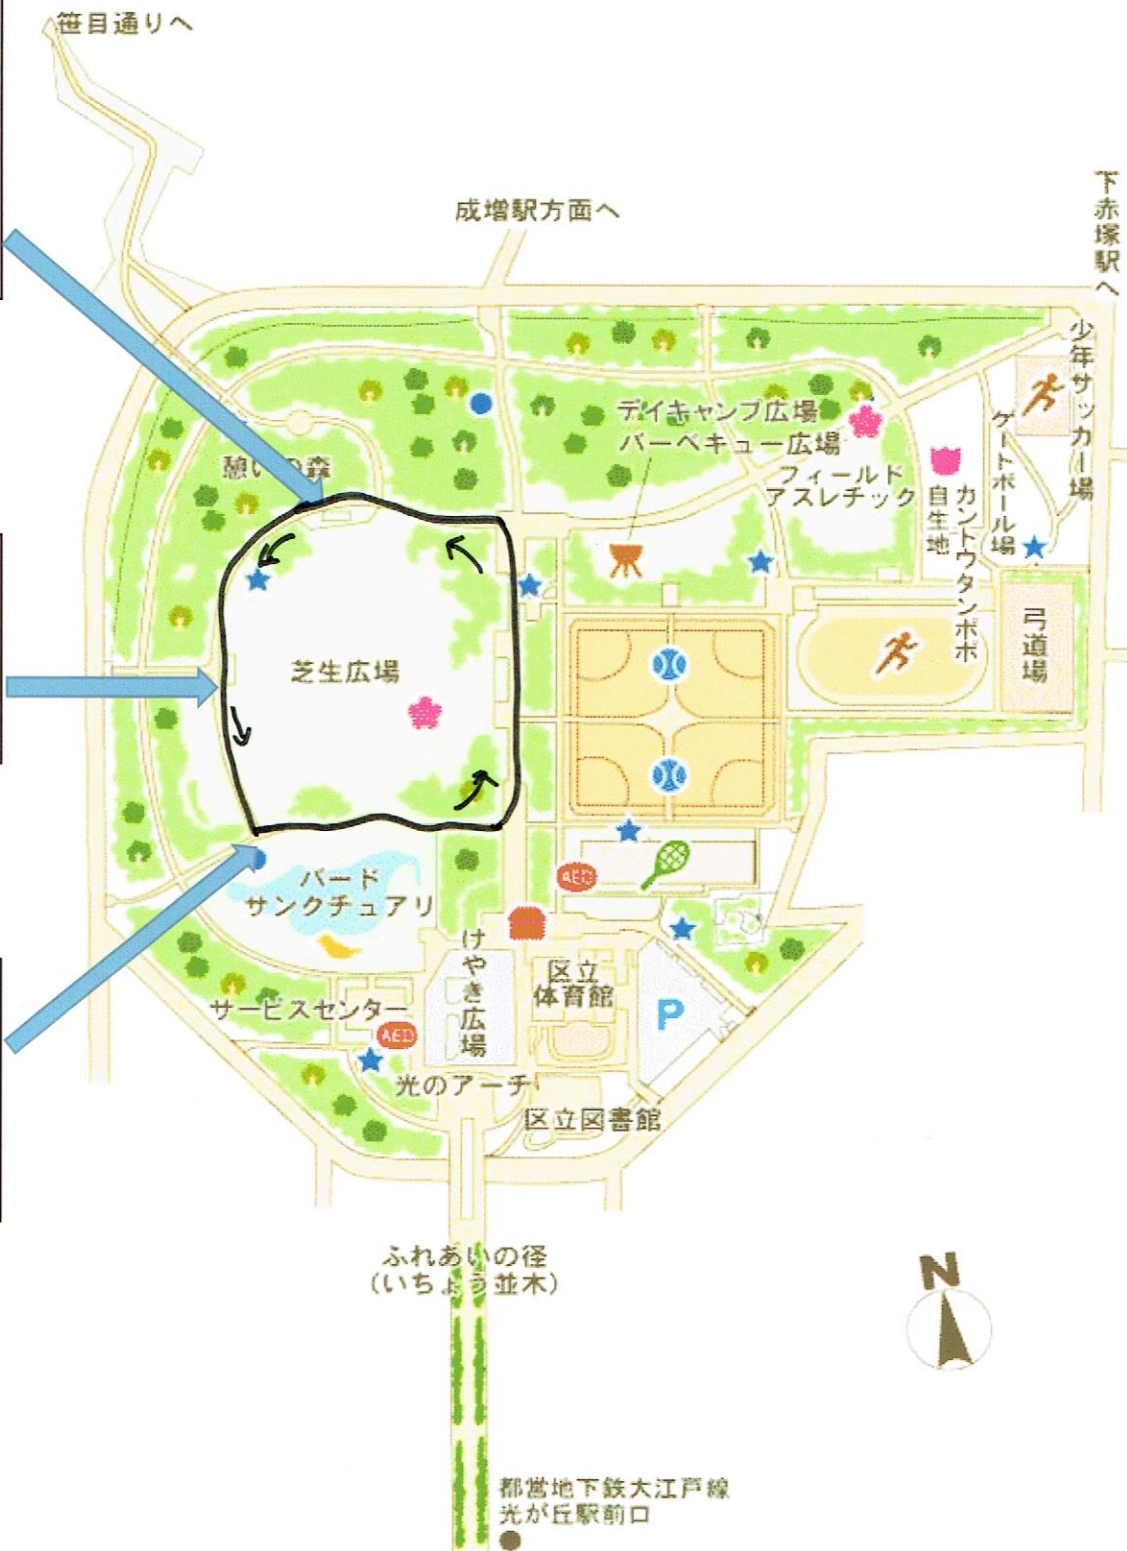 笹目通りへ
成増駅方面へ
下赤塚駅へ
少年サッカー場
デイキャンプ広場
バーベキュー広場
ゲートボール場
憩いの森
フィールド
アスレチック
カントウタンポポ
自生地
芝生広場
弓道場
バード
サンクチュアリ
AED
けやき広場
区立
体育館
P
サービスセンター
AED
光のアーチ
区立図書館
ふれあいの径
(いちょう並木)
N
都営地下鉄大江戸線
光が丘駅前口